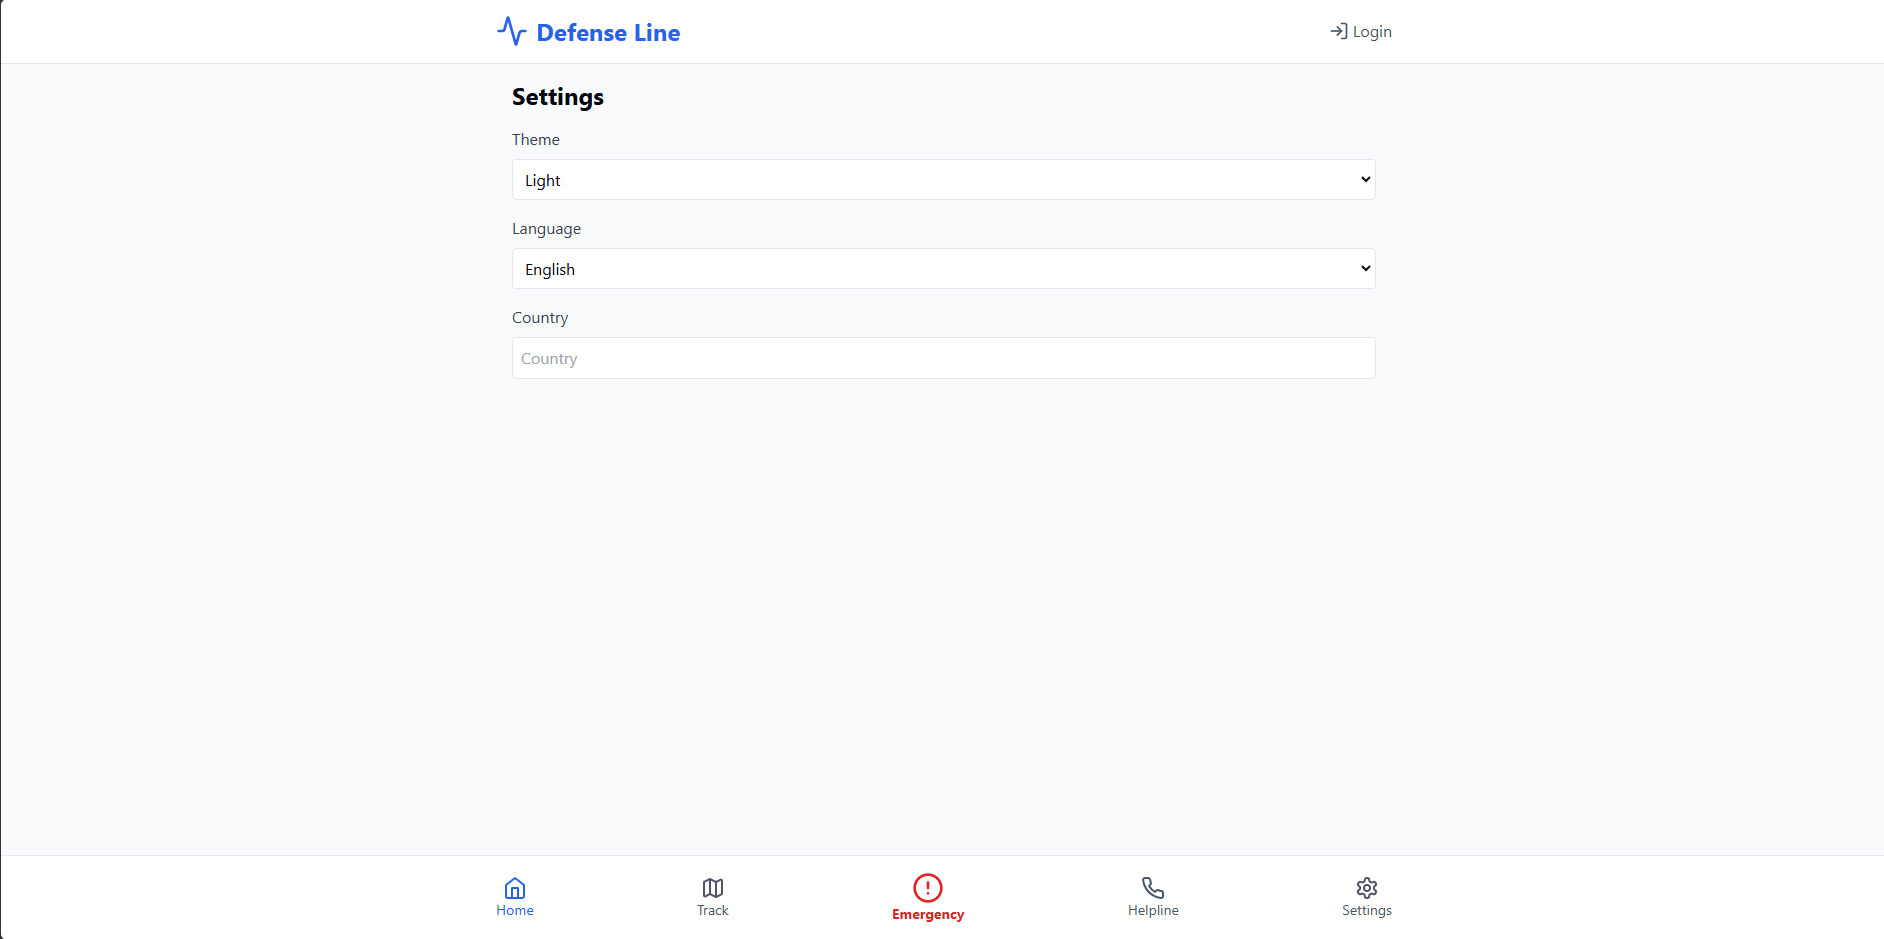 Defense Line
Login
Settings
Theme
Light
Language
English
Country
Country
Home
Track
Emergency
Helpline
Settings